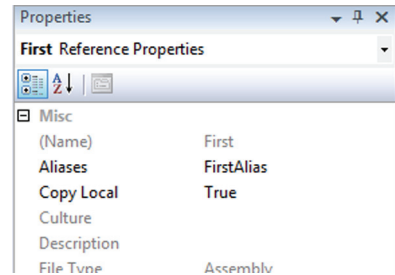 Properties
First Reference Properties
Misc
(Name) First
Aliases FirstAlias
Copy Local True
Culture
Description
File Type Assembly